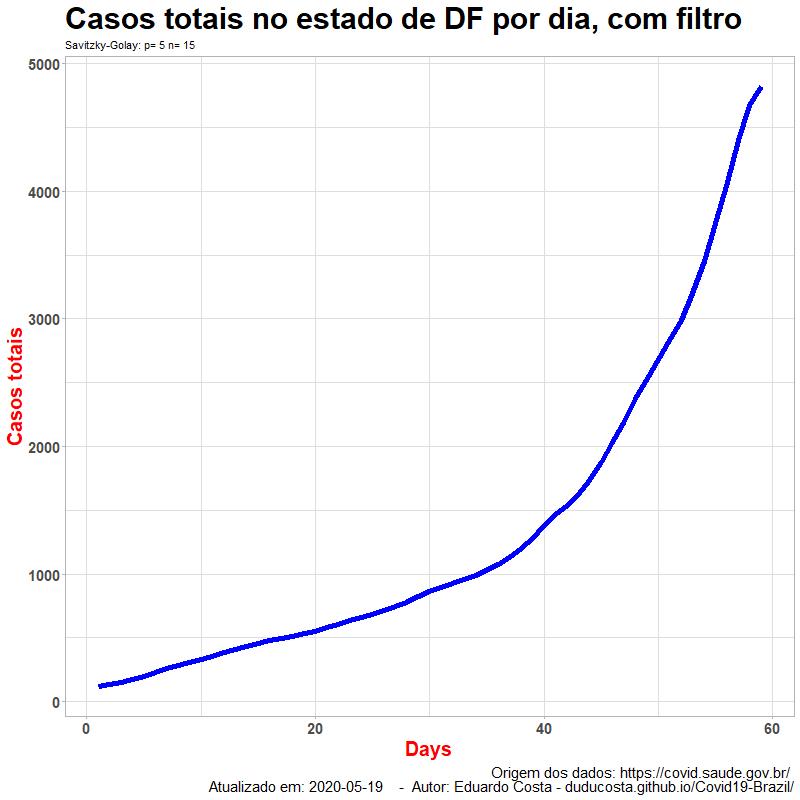 Casos totais no estado de DF por dia, com filtro
Savitzky-Golay: p= 5 n= 15
5000
4000
3000
2000
1000
0
Casos totais
0 20 40 60
Days
Origem dos dados: https://covid.saude.gov.br/
Atualizado em: 2020-05-19 - Autor: Eduardo Costa - duducosta.github.io/Covid19-Brazil/